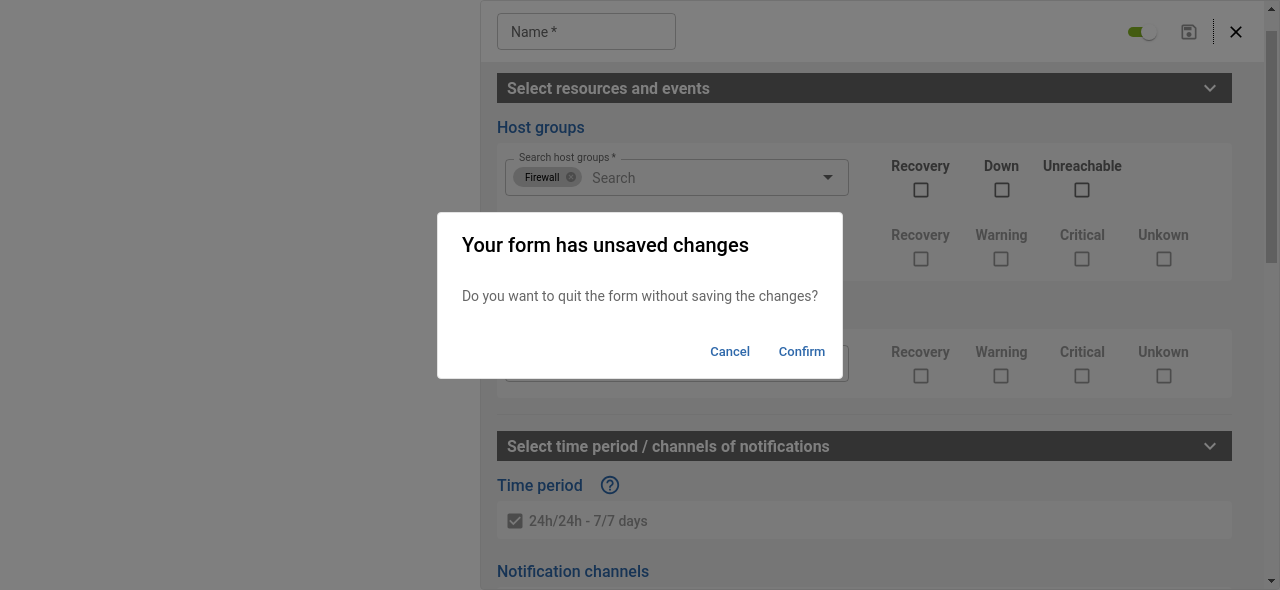 Name *
Select resources and events
Host groups
Search host groups *
Firewall
Search
Recovery Down Unreachable
Recovery Warning Critical Unkown
Your form has unsaved changes
Do you want to quit the form without saving the changes?
Cancel Confirm
Recovery Warning Critical Unkown
Select time period / channels of notifications
Time period
24h/24h - 7/7 days
Notification channels